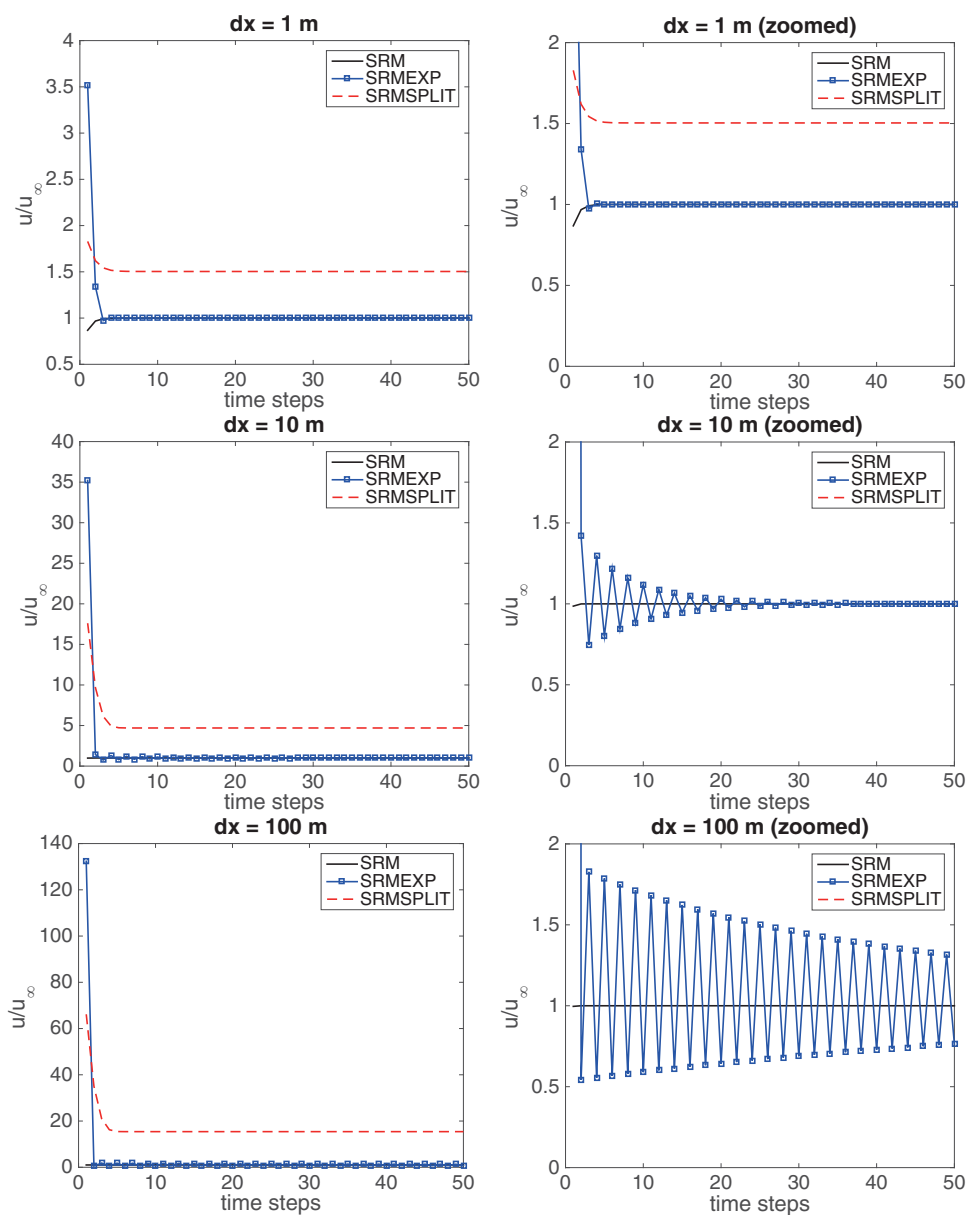 dx = 1 m
4
3.5
3
2.5
2
1.5
1
0.5
u/u∞
0
10
20
30
40
50
time steps
SRM
SRMEXP
SRMSPLIT
dx = 1 m (zoomed)
2
1.5
1
0.5
0
u/u∞
0
10
20
30
40
50
time steps
SRM
SRMEXP
SRMSPLIT
dx = 10 m
40
35
30
25
20
15
10
5
0
u/u∞
0
10
20
30
40
50
time steps
SRM
SRMEXP
SRMSPLIT
dx = 10 m (zoomed)
2
1.5
1
0.5
0
u/u∞
0
10
20
30
40
50
time steps
SRM
SRMEXP
SRMSPLIT
dx = 100 m
140
120
100
80
60
40
20
0
u/u∞
0
10
20
30
40
50
time steps
SRM
SRMEXP
SRMSPLIT
dx = 100 m (zoomed)
2
1.5
1
0.5
0
u/u∞
0
10
20
30
40
50
time steps
SRM
SRMEXP
SRMSPLIT